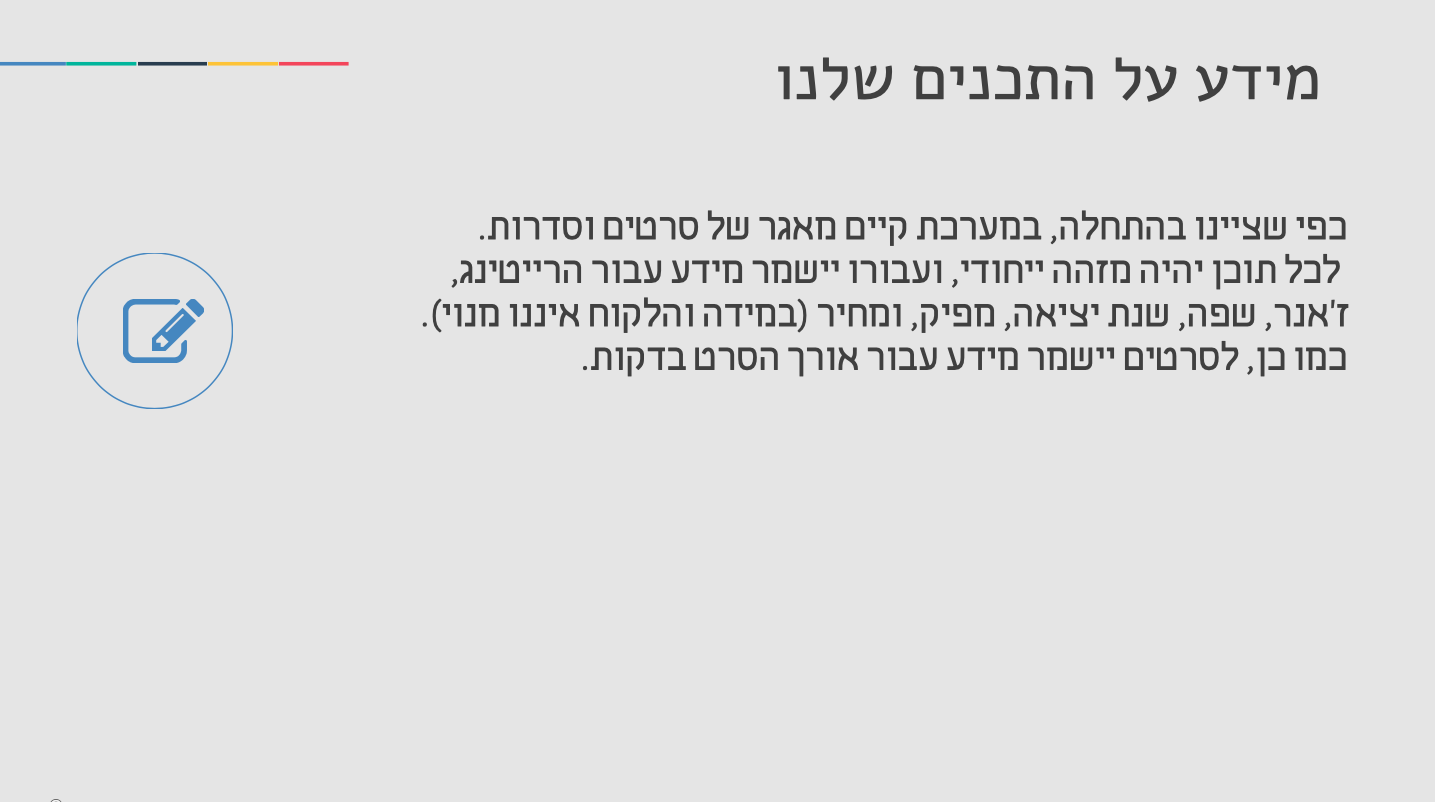 מידע על התכנים שלנו
כפי שציינו בהתחלה, במערכת קיים מאגר של סרטים וסדרות.
לכל תוכן יהיה מזהה ייחודי, ועבורו יישמר מידע עבור הרייטינג,
ז'אנר, שפה, שנת יציאה, מפיק, ומחיר (במידה והלקוח איננו מנוי).
כמו כן, לסרטים יישמר מידע עבור אורך הסרט בדקות.